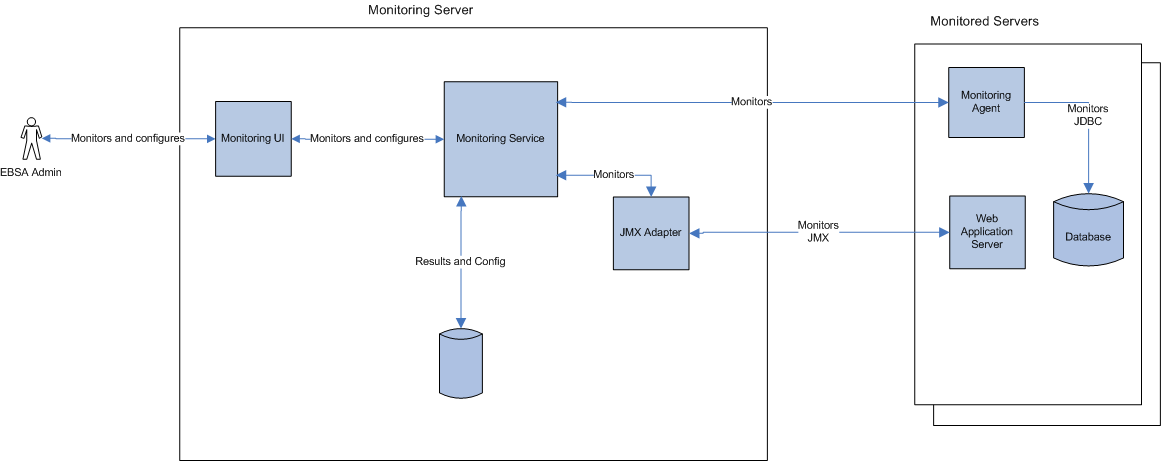 Monitoring Server
Monitored Servers
EBSA Admin
Monitors and configures
Monitoring UI
Monitors and configures
Monitoring Service
Monitors
Monitoring
Agent
Monitors
JDBC
Monitors
JMX Adapter
Monitors
JMX
Web
Application
Server
Database
Results and Config